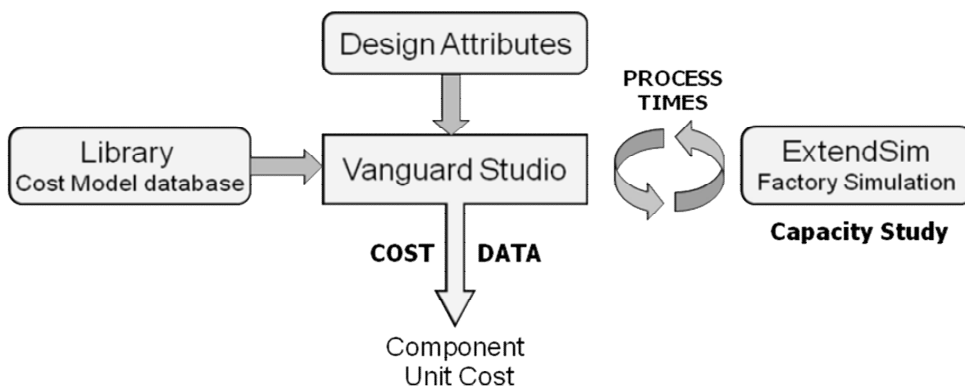 Design Attributes
PROCESS
TIMES
Library
Cost Model database
Vanguard Studio
ExtendSim
Factory Simulation
Capacity Study
COST DATA
Component
Unit Cost